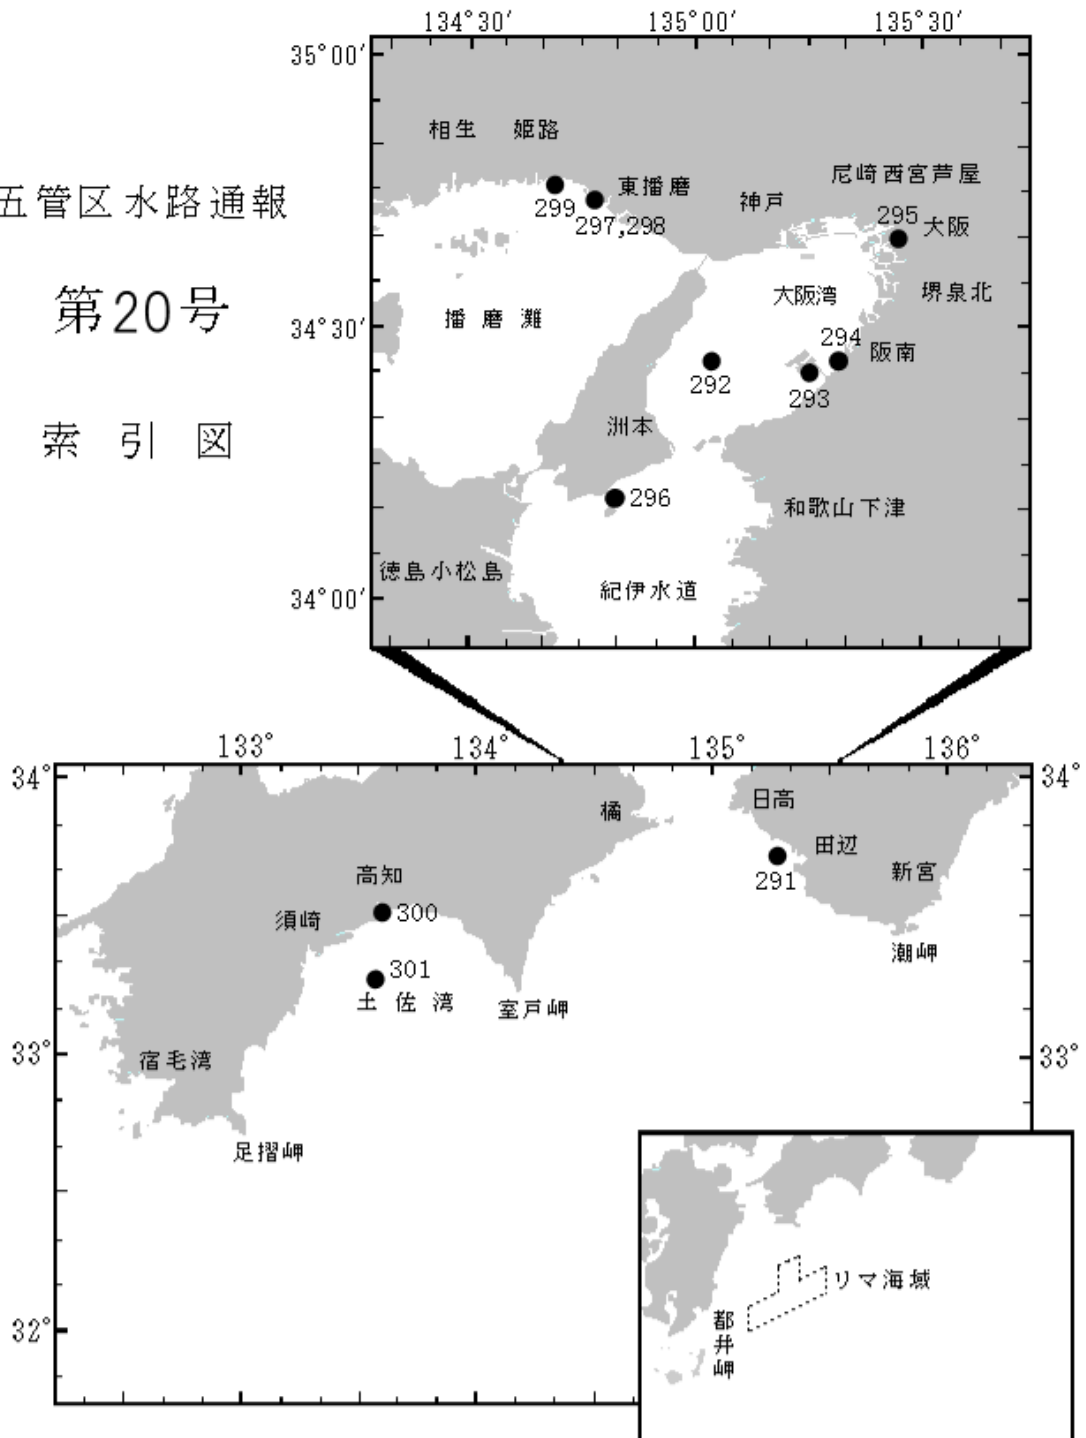 134°30′
135°00′
135°30′
35°00′
相生
姫路
五管区水路通報
東播磨
尼崎西宮芦屋
神戸
299
297,298
295
大阪
第20号
34°30′
播磨灘
大阪湾
堺泉北
294
阪南
292
293
索引図
洲本
296
和歌山下津
徳島小松島
34°00′
紀伊水道
133°
134°
135°
136°
34°
34°
橘
日高
田辺
291
新宮
高知
須崎
300
潮岬
301
土佐湾
室戸岬
33°
33°
宿毛湾
足摺岬
リマ海域
都井岬
32°